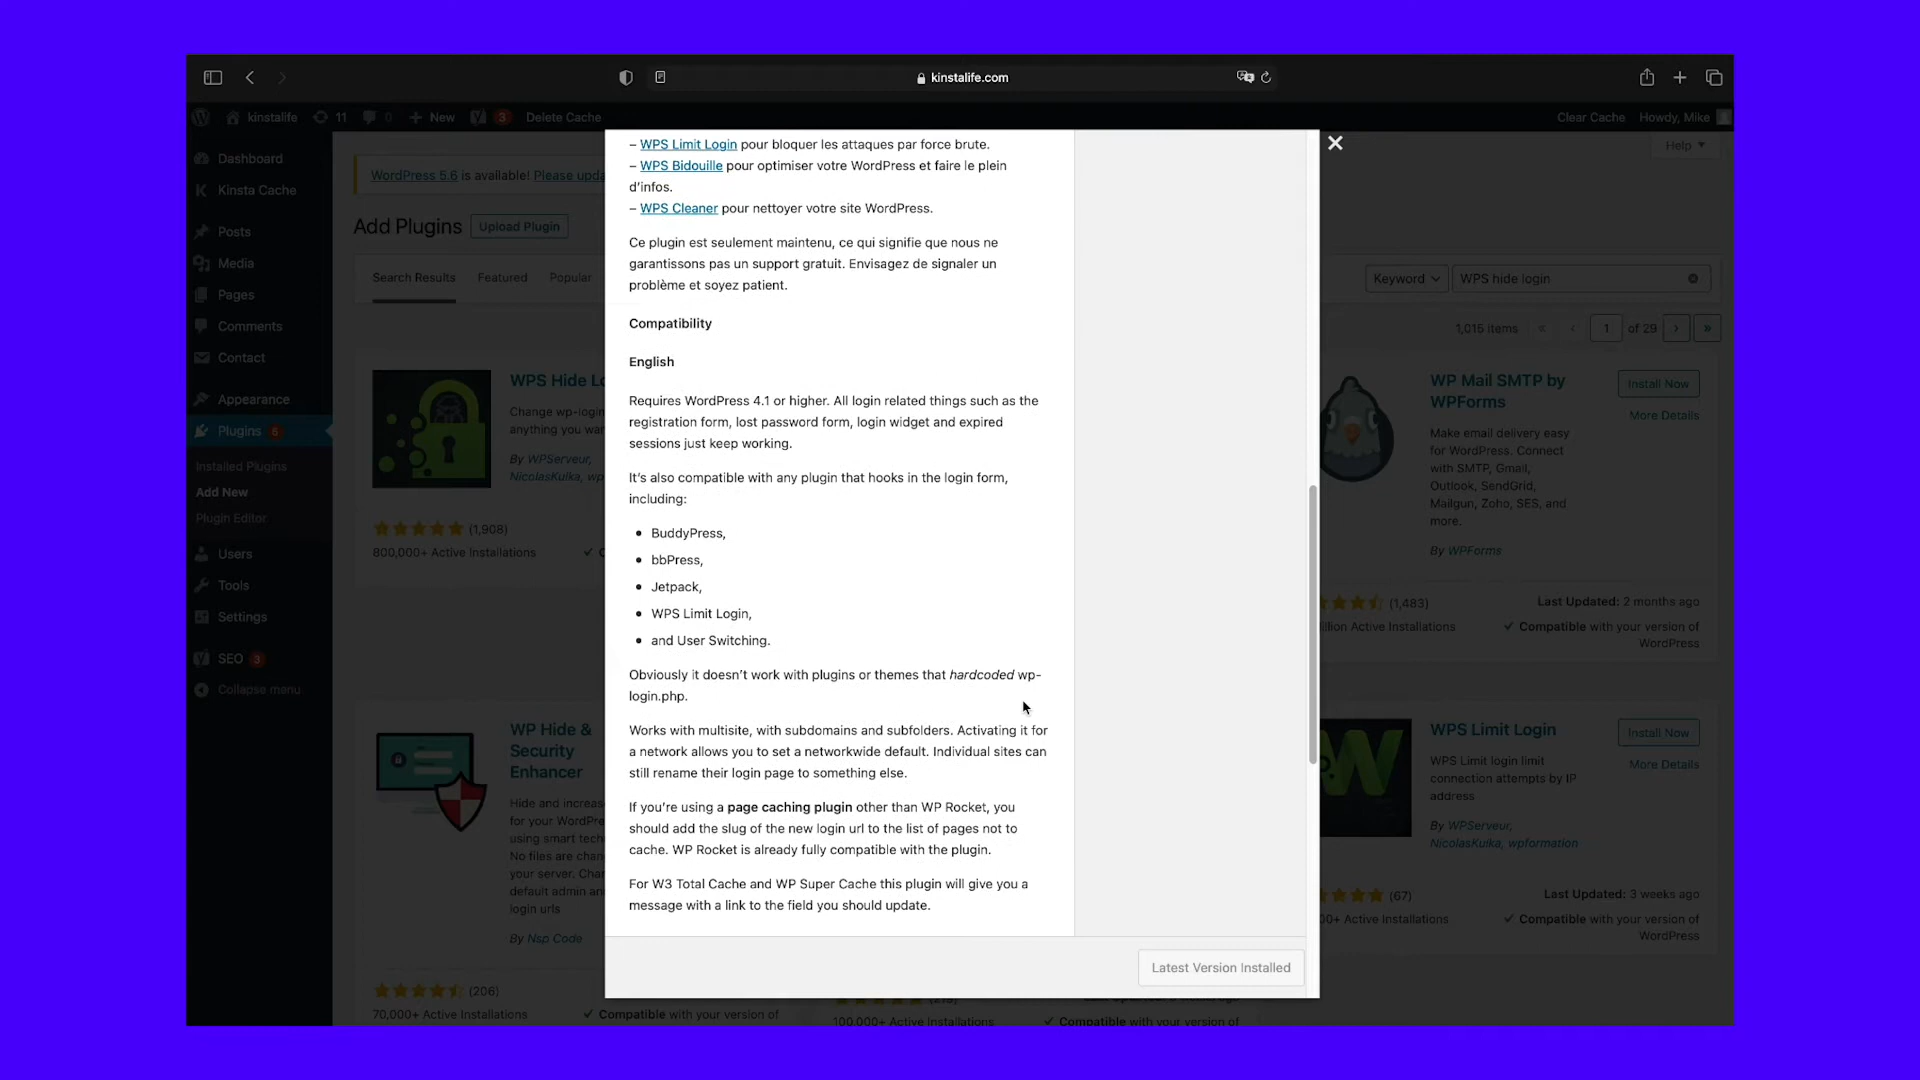 kinstalife.com
kinstalife 11 0 New 3 Delete Cache
Clear Cache Howdy, Mike
Dashboard
Kinsta Cache
Posts
Media
Pages
Comments
Contact
Appearance
Plugins 6
Installed Plugins
Add New
Plugin Editor
Users
Tools
Settings
SEO 3
Collapse menu
Help
WordPress 5.6 is available! Please
Add Plugins Upload Plugin
Search Results Featured Popular
Keyword WPS hide login
1,015 items « ‹ 1 of 29 › »
WPS Hide
Change
anything you
By WPServeur,
NicolasKulka,
(1,908)
800,000+ Active Installations
WP Hide &
Security
Enhancer
Hide and
for your
using smart
No files are
your server.
default admin
login urls
By Nsp Code
(206)
70,000+ Active Installations
Compatible with your version of
– WPS Limit Login pour bloquer les attaques par force brute.
– WPS Bidouille pour optimiser votre WordPress et faire le plein
d’infos.
– WPS Cleaner pour nettoyer votre site WordPress.
Ce plugin est seulement maintenu, ce qui signifie que nous ne
garantissons pas un support gratuit. Envisagez de signaler un
problème et soyez patient.
Compatibility
English
Requires WordPress 4.1 or higher. All login related things such as the
registration form, lost password form, login widget and expired
sessions just keep working.
It’s also compatible with any plugin that hooks in the login form,
including:
• BuddyPress,
• bbPress,
• Jetpack,
• WPS Limit Login,
• and User Switching.
Obviously it doesn’t work with plugins or themes that hardcoded wp-
login.php.
Works with multisite, with subdomains and subfolders. Activating it for
a network allows you to set a networkwide default. Individual sites can
still rename their login page to something else.
If you’re using a page caching plugin other than WP Rocket, you
should add the slug of the new login url to the list of pages not to
cache. WP Rocket is already fully compatible with the plugin.
For W3 Total Cache and WP Super Cache this plugin will give you a
message with a link to the field you should update.
Latest Version Installed
100,000+ Active Installations
Compatible with your version of
WP Mail SMTP by
WPForms
Install Now
More Details
Make email delivery easy
for WordPress. Connect
with SMTP, Gmail,
Outlook, SendGrid,
Mailgun, Zoho, SES, and
more.
By WPForms
(1,483)
Last Updated: 2 months ago
Active Installations
Compatible with your version of
WordPress
WPS Limit Login
Install Now
More Details
WPS Limit login limit
connection attempts by IP
address
By WPServeur,
NicolasKulka, wpformation
(67)
Last Updated: 3 weeks ago
Active Installations
Compatible with your version of
WordPress